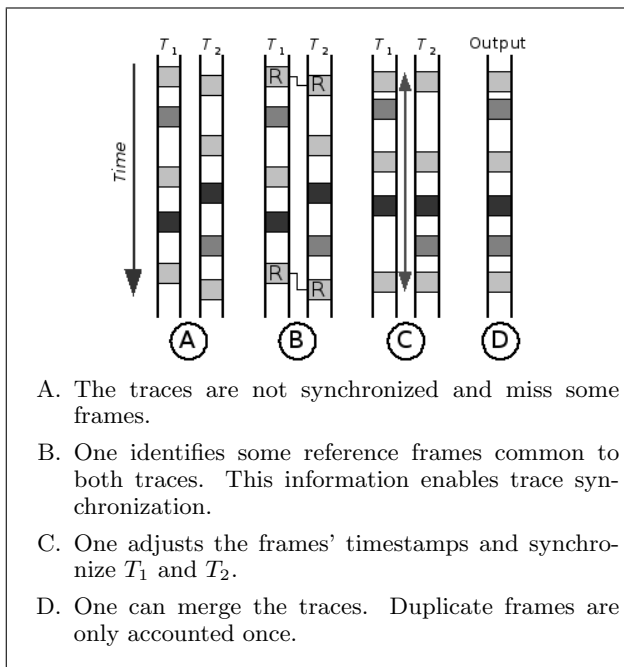 T1 T2 T1 T2 T1 T2 Output
Time
R R
R R
A B C D
A. The traces are not synchronized and miss some
frames.
B. One identifies some reference frames common to
both traces. This information enables trace syn-
chronization.
C. One adjusts the frames' timestamps and synchro-
nize T1 and T2.
D. One can merge the traces. Duplicate frames are
only accounted once.